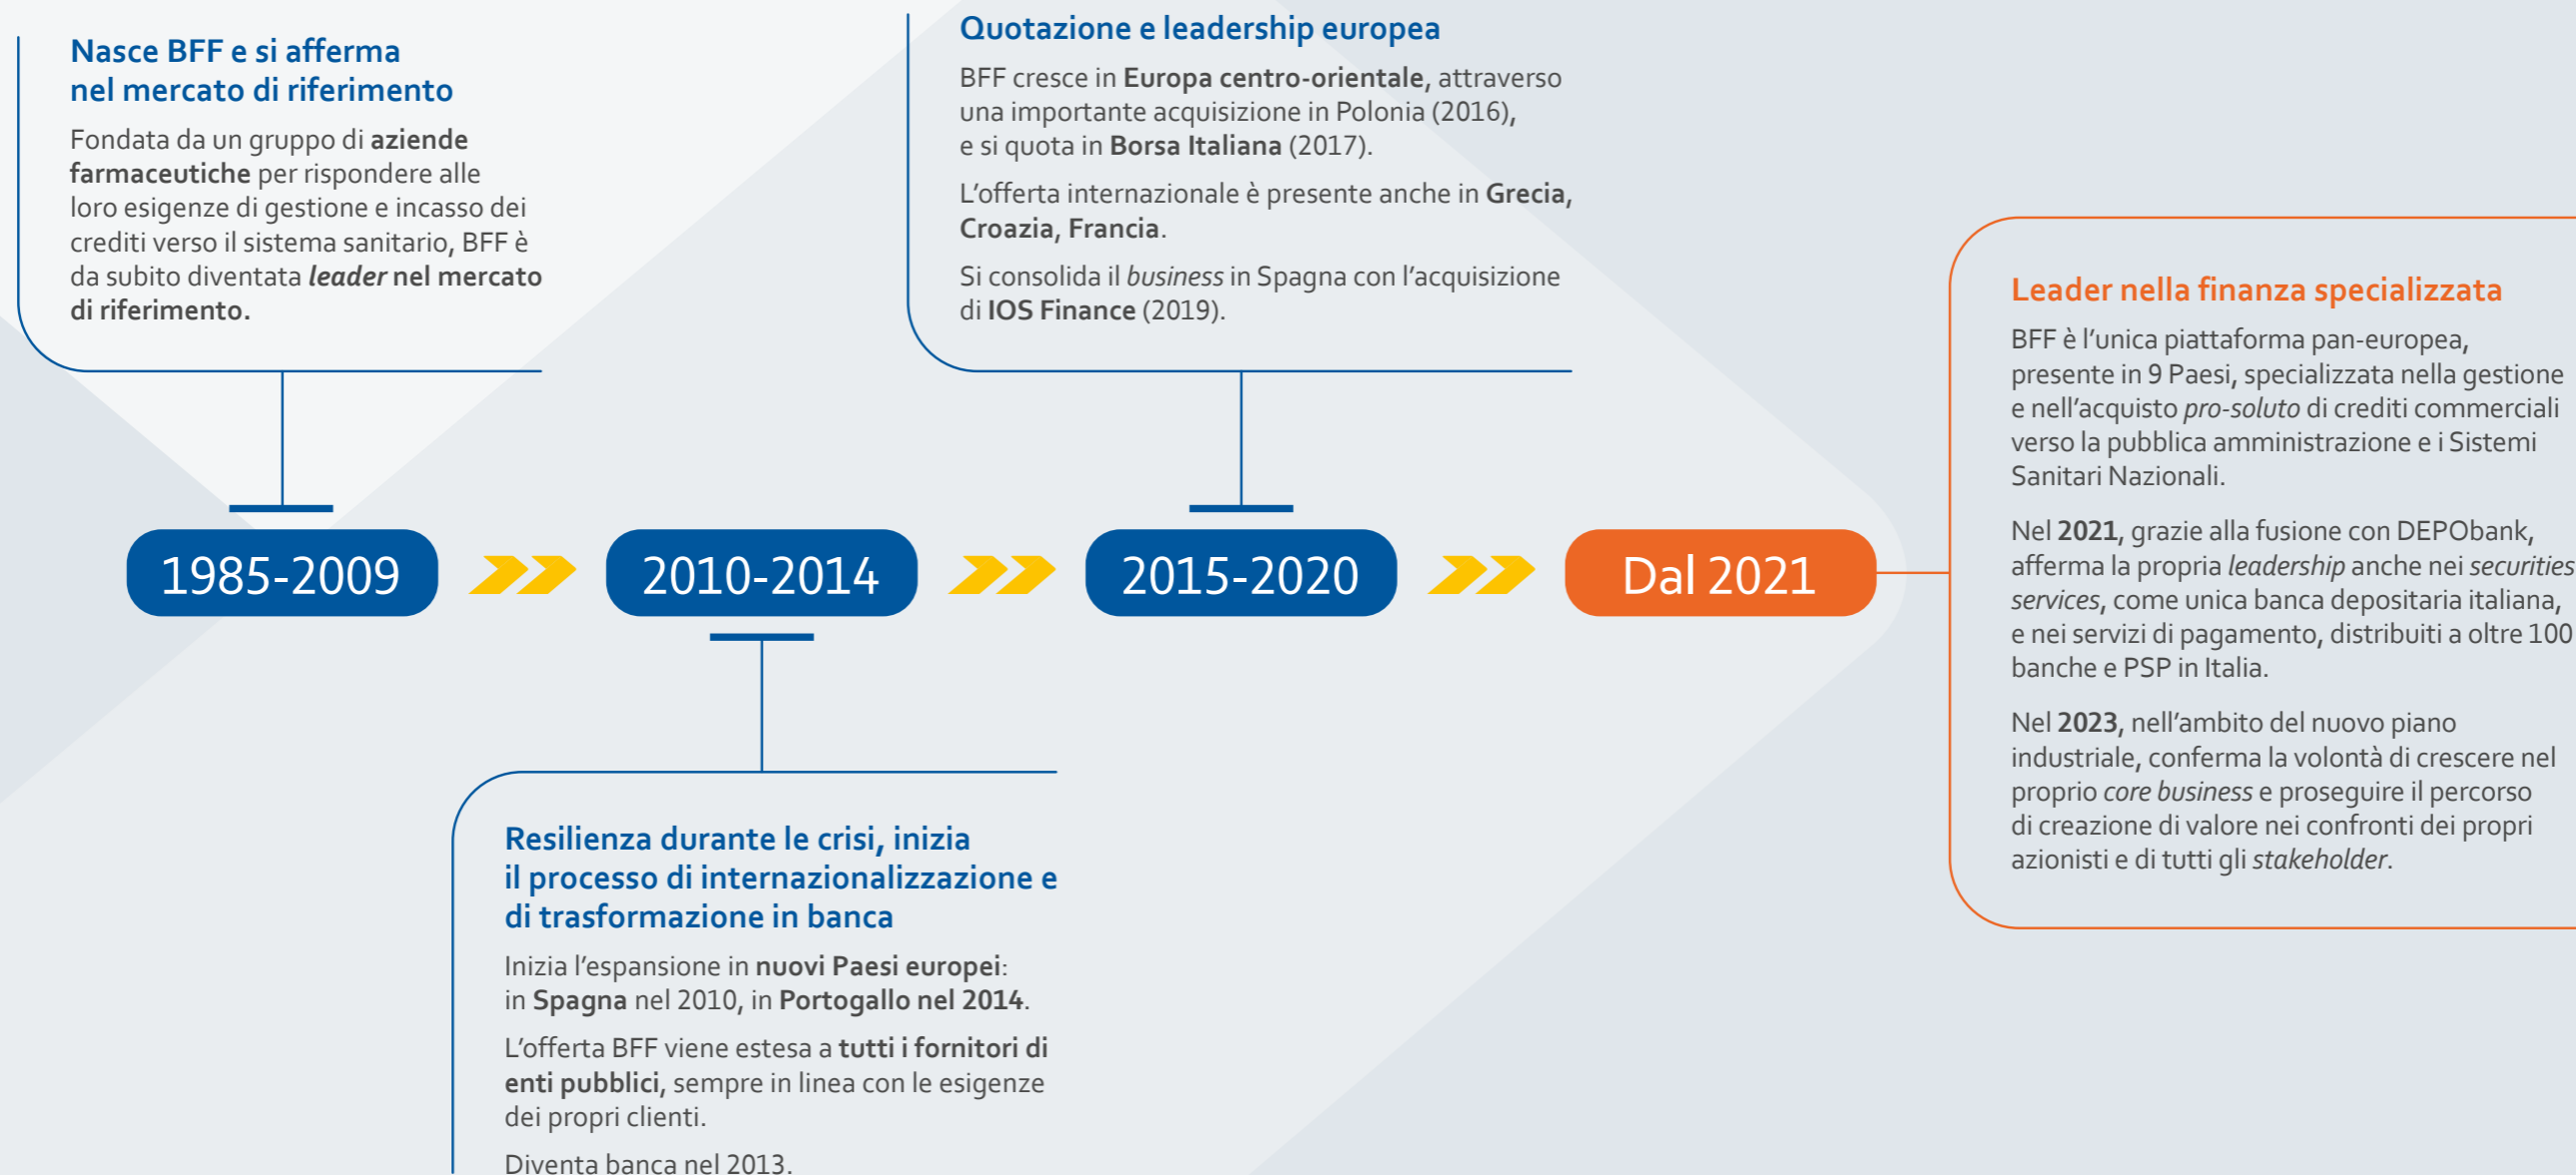 Nasce BFF e si afferma
nel mercato di riferimento
Fondata da un gruppo di aziende
farmaceutiche per rispondere alle
loro esigenze di gestione e incasso dei
crediti verso il sistema sanitario, BFF è
da subito diventata leader nel mercato
di riferimento.
Quotazione e leadership europea
BFF cresce in Europa centro-orientale, attraverso
una importante acquisizione in Polonia (2016),
e si quota in Borsa Italiana (2017).
L'offerta internazionale è presente anche in Grecia,
Croazia, Francia.
Si consolida il business in Spagna con l'acquisizione
di IOS Finance (2019).
1985-2009
2010-2014
2015-2020
Dal 2021
Resilienza durante le crisi, inizia
il processo di internazionalizzazione e
di trasformazione in banca
Inizia l'espansione in nuovi Paesi europei:
in Spagna nel 2010, in Portogallo nel 2014.
L'offerta BFF viene estesa a tutti i fornitori di
enti pubblici, sempre in linea con le esigenze
dei propri clienti.
Diventa banca nel 2013.
Leader nella finanza specializzata
BFF è l'unica piattaforma pan-europea,
presente in 9 Paesi, specializzata nella gestione
e nell'acquisto pro-soluto di crediti commerciali
verso la pubblica amministrazione e i Sistemi
Sanitari Nazionali.
Nel 2021, grazie alla fusione con DEPObank,
afferma la propria leadership anche nei securities
services, come unica banca depositaria italiana,
e nei servizi di pagamento, distribuiti a oltre 100
banche e PSP in Italia.
Nel 2023, nell'ambito del nuovo piano
industriale, conferma la volontà di crescere nel
proprio core business e proseguire il percorso
di creazione di valore nei confronti dei propri
azionisti e di tutti gli stakeholder.